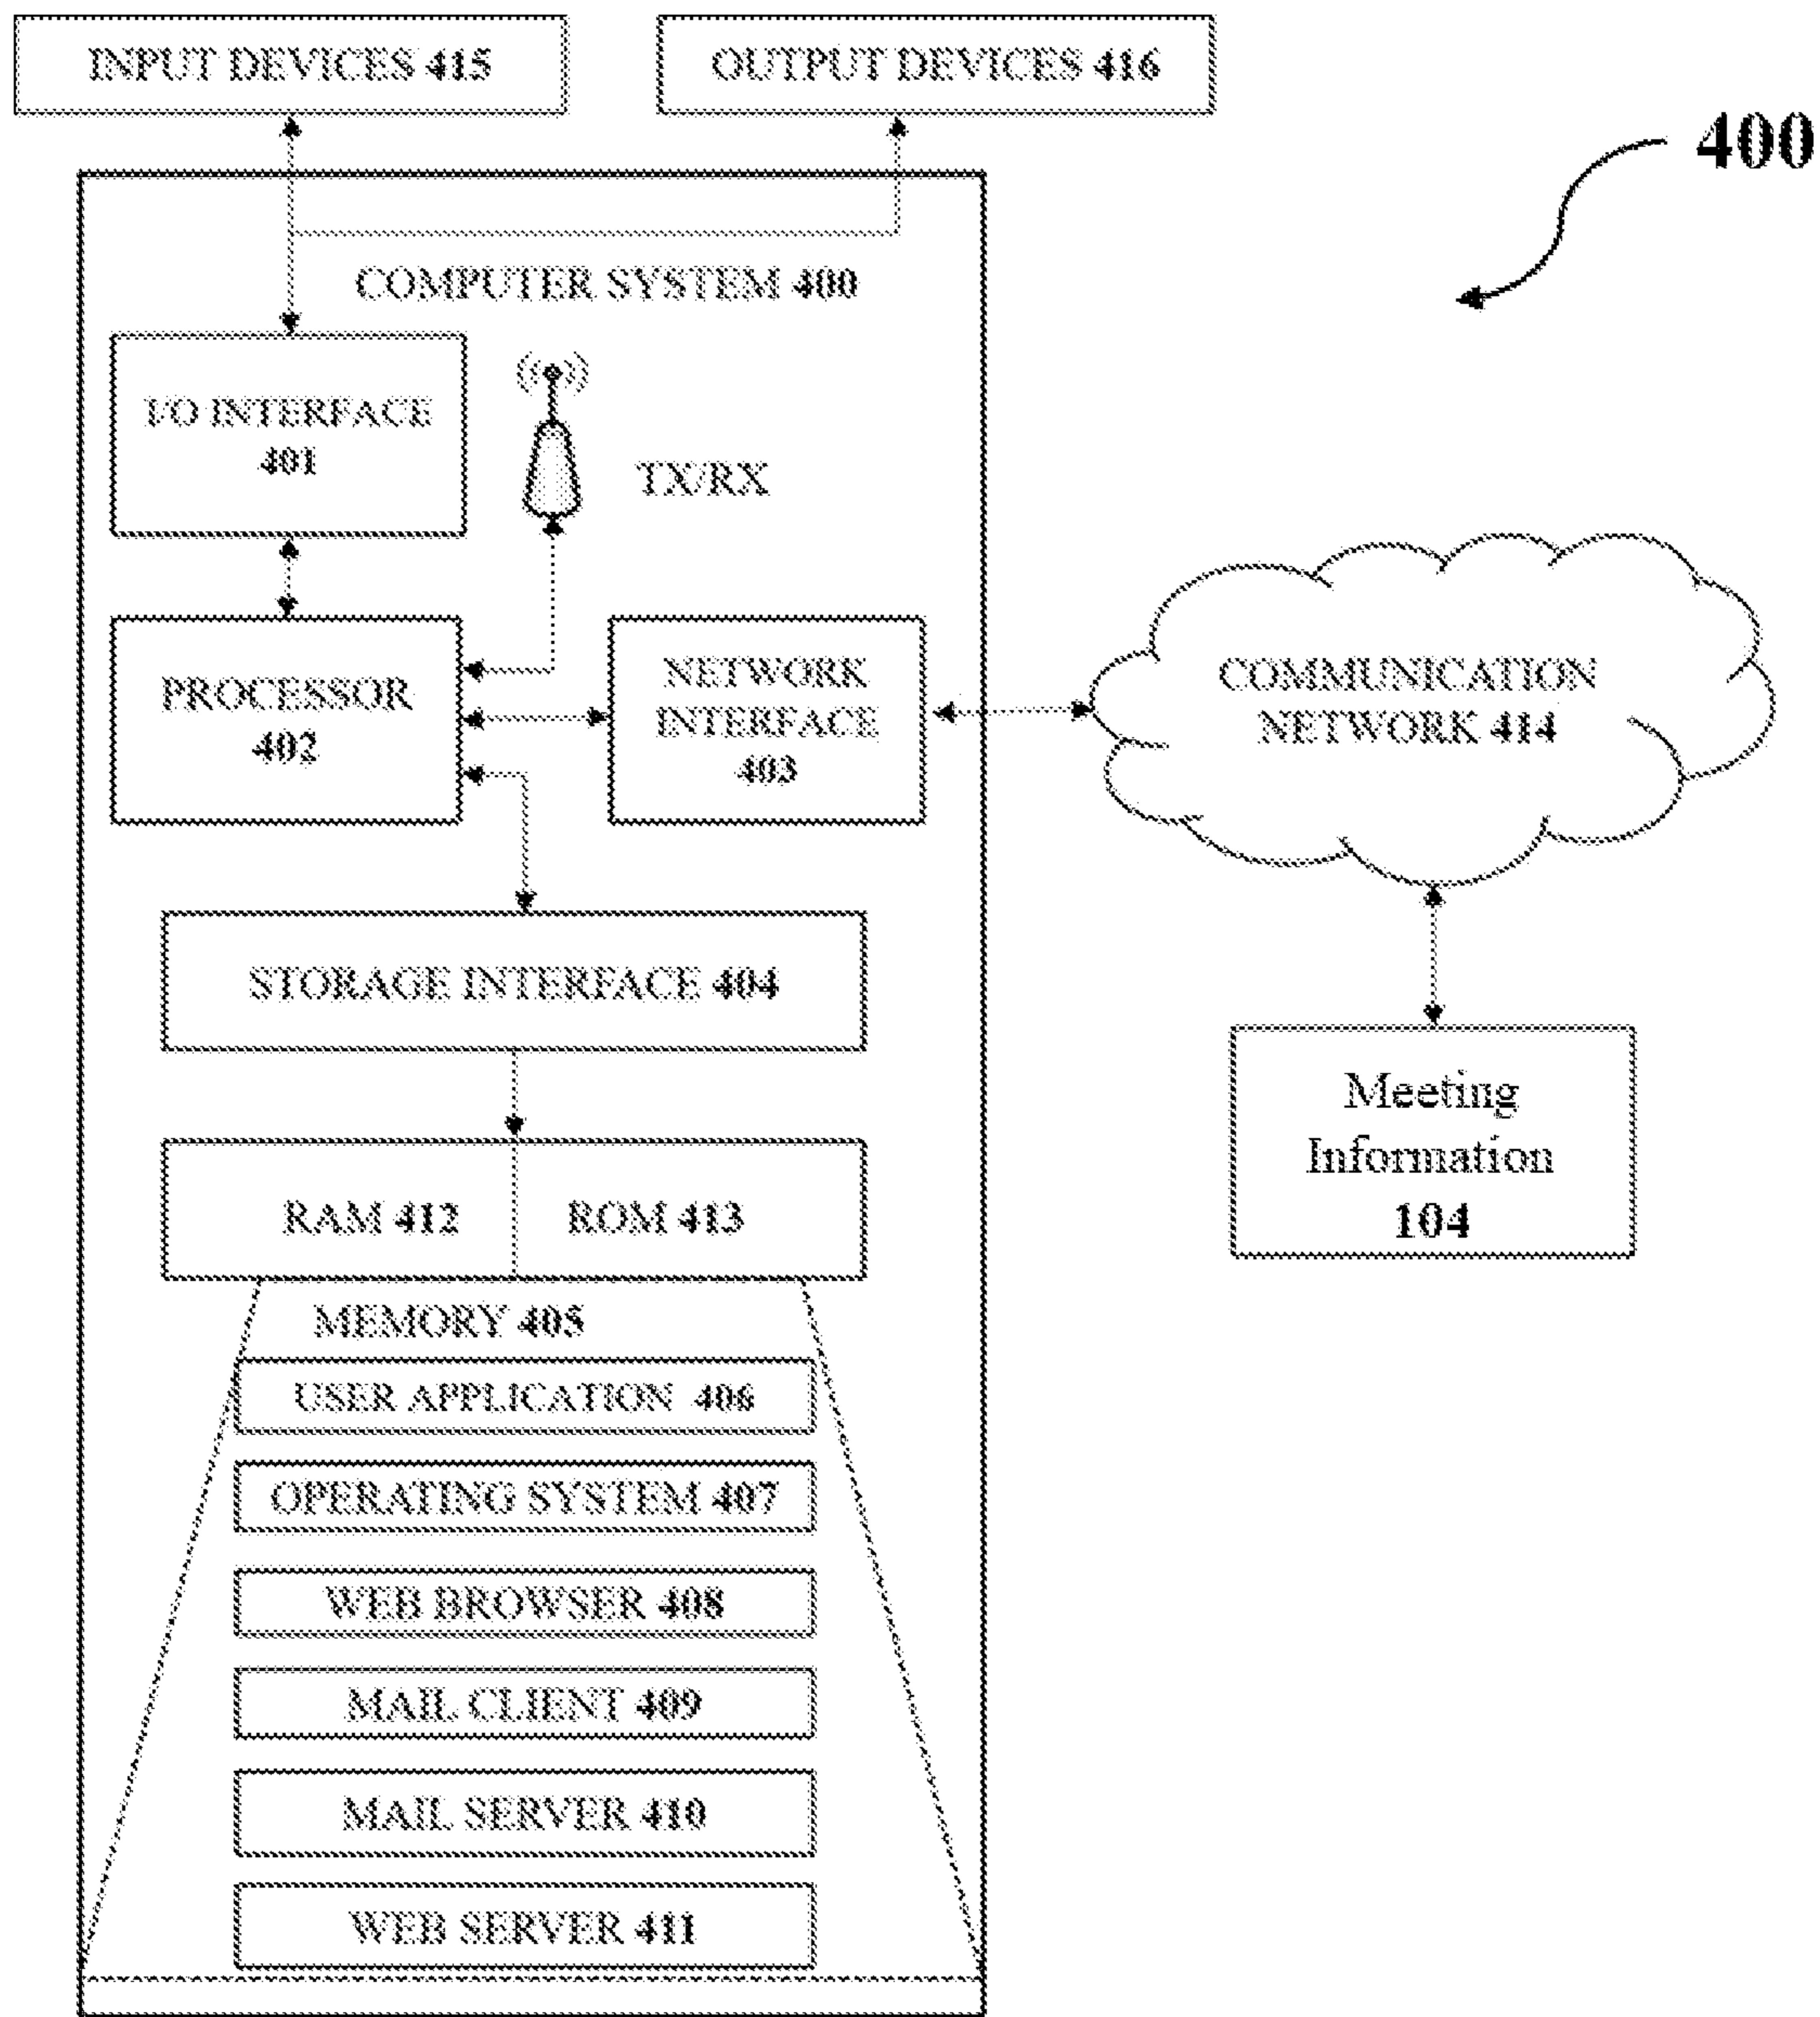 INPUT DEVICES 415
OUTPUT DEVICES 416
400
COMPUTER SYSTEM 400
I/O INTERFACE
401
TX/RX
PROCESSOR
402
NETWORK
INTERFACE
403
COMMUNICATION
NETWORK 414
STORAGE INTERFACE 404
Meeting
Information
104
RAM 412
ROM 413
MEMORY 405
USER APPLICATION 406
OPERATING SYSTEM 407
WEB BROWSER 408
MAIL CLIENT 409
MAIL SERVER 410
WEB SERVER 411